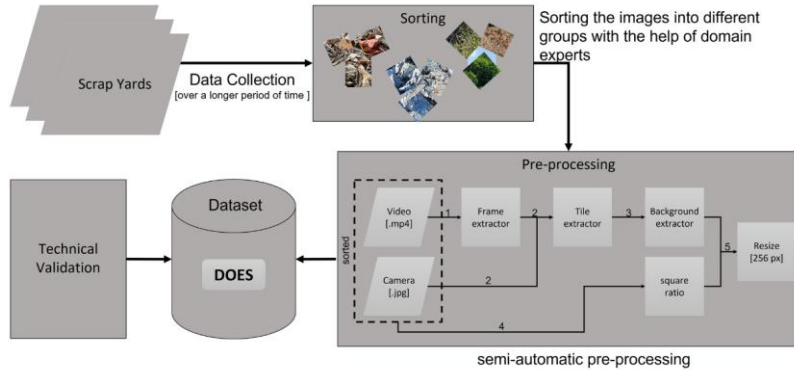 Scrap Yards
Data Collection
[over a longer period of time ]
Sorting
Sorting the images into different
groups with the help of domain
experts
Pre-processing
sorted
Video
[.mp4]
1
Frame
extractor
2
Tile
extractor
3
Background
extractor
Camera
[.jpg]
2
4
square
ratio
5
Resize
[256 px]
semi-automatic pre-processing
Dataset
DOES
Technical
Validation